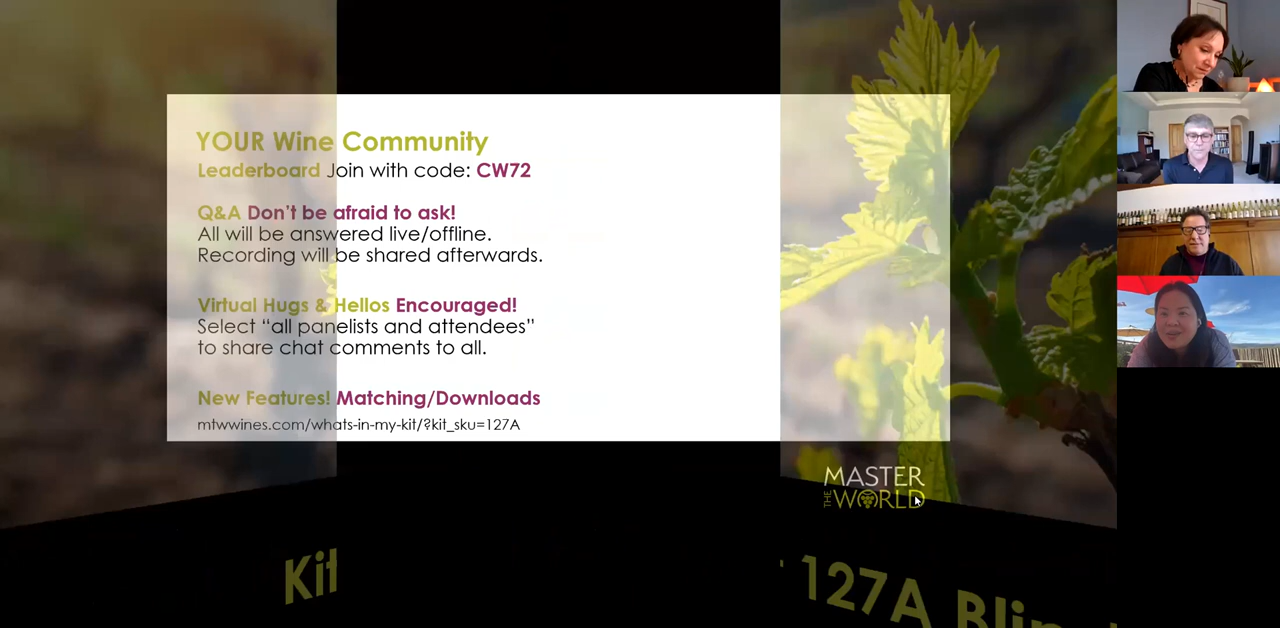 YOUR Wine Community
Leaderboard Join with code: CW72
Q&A Don't be afraid to ask!
All will be answered live/offline.
Recording will be shared afterwards.
Virtual Hugs & Hellos Encouraged!
Select “all panelists and attendees”
to share chat comments to all.
New Features! Matching/Downloads
mtwwines.com/whats-in-my-kit/?kit_sku=127A
MASTER
THE WORLD
Kit 127A